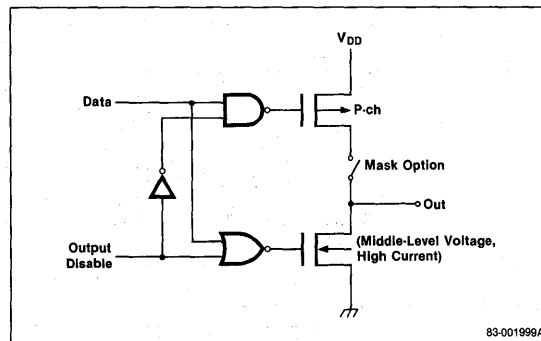 VDD
Data
P-ch
Mask Option
Out
Output
Disable
(Middle-Level Voltage,
High Current)
83-001999A